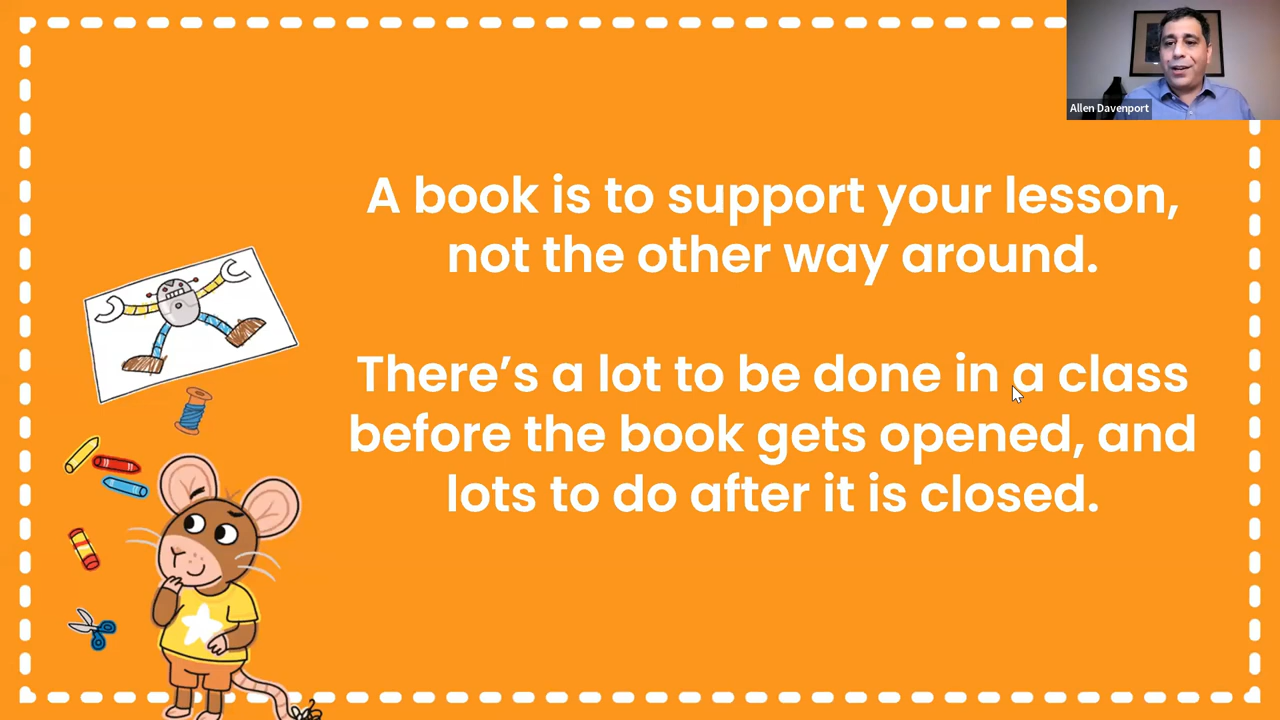 Allen Davenport
A book is to support your lesson,
not the other way around.
There’s a lot to be done in a class
before the book gets opened, and
lots to do after it is closed.